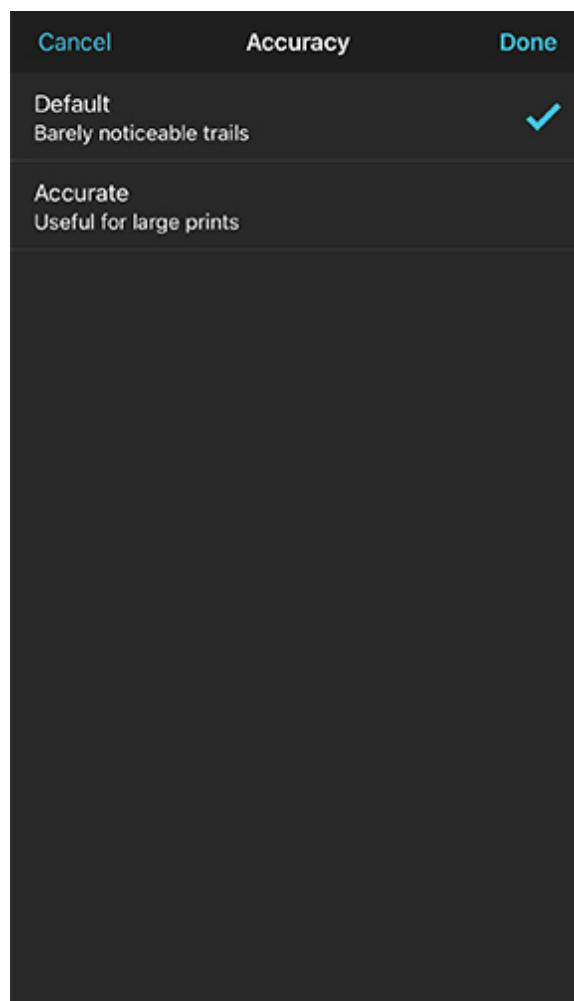 Cancel Accuracy Done
Default
Barely noticeable trails
Accurate
Useful for large prints